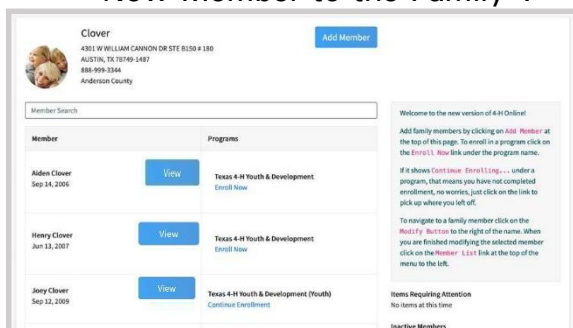 New Member to the Family".
Clover
4301 W WILLIAM CANNON DR STE B150 # 180
AUSTIN, TX 78749-1487
888-999-3344
Anderson County
Add Member
Member Search
Member
Programs
Aiden Clover
Sep 14, 2006
View
Texas 4-H Youth & Development
Enroll Now
Henry Clover
Jun 13, 2007
View
Texas 4-H Youth & Development
Enroll Now
Joey Clover
Sep 12, 2009
View
Texas 4-H Youth & Development (Youth)
Continue Enrollment
Welcome to the new version of 4-H Online!
Add family members by clicking on Add Member at
the top of this page. To enroll in a program click on
the Enroll Now link under the program name.
If it shows Continue Enrolling... under a
program, that means you have not completed
enrollment, no worries, just click on the link to
pick up where you left off.
To navigate to a family member click on the
Modify Button to the right of the name. When
you are finished modifying the selected member
click on the Member List link at the top of the
menu to the left.
Items Requiring Attention
No items at this time
Inactive Members